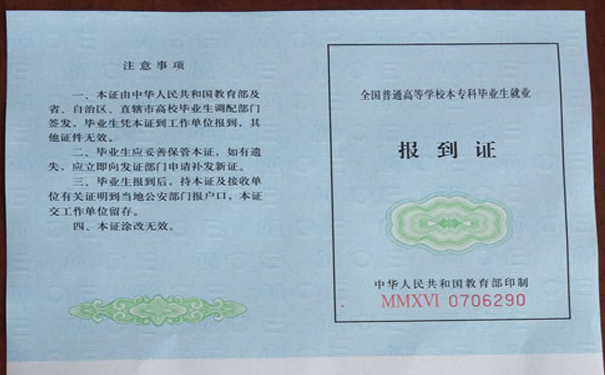 注意事项
一、本证由中华人民共和国教育部及
省、自治区、直辖市高校毕业生调配部门
签发，毕业生凭本证到工作单位报到，其
他证件无效。
二、毕业生应妥善保管本证，如有遗
失，应立即向发证部门申请补发新证。
三、毕业生报到后，持本证及接收单
位有关证明到当地公安部门报户口，本证
交工作单位留存。
四、本证涂改无效。
全国普通高等学校本专科毕业生就业
报到证
中华人民共和国教育部印制
MMXVI 0706290